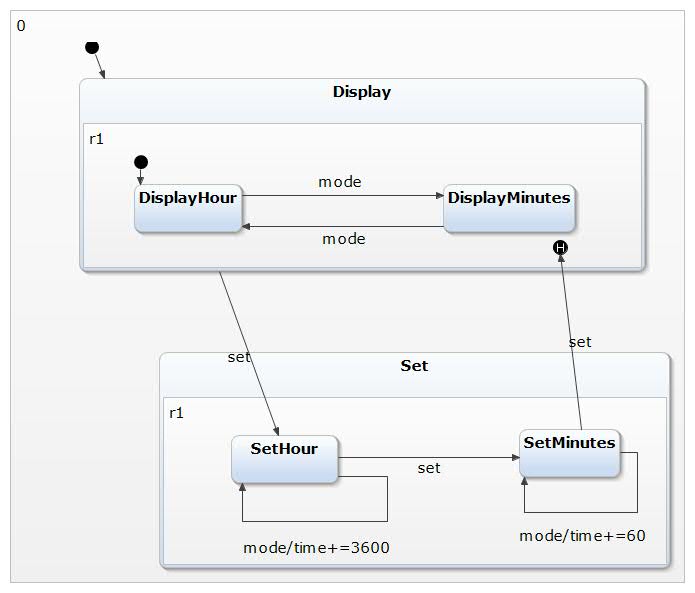 0
Display
r1
DisplayHour
mode
DisplayMinutes
mode
H
set
set
Set
r1
SetHour
set
SetMinutes
mode/time+=3600
mode/time+=60